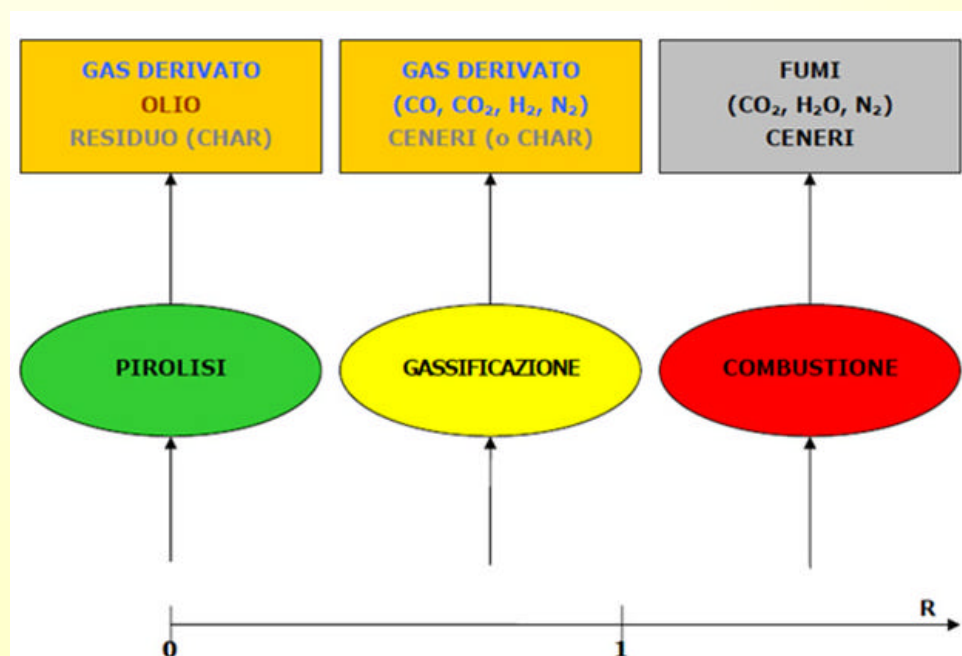 GAS DERIVATO
OLIO
RESIDUO (CHAR)
GAS DERIVATO
(CO, CO₂, H₂, N₂)
CENERI (o CHAR)
FUMI
(CO₂, H₂O, N₂)
CENERI
PIROLISI
GASSIFICAZIONE
COMBUSTIONE
R
0
1